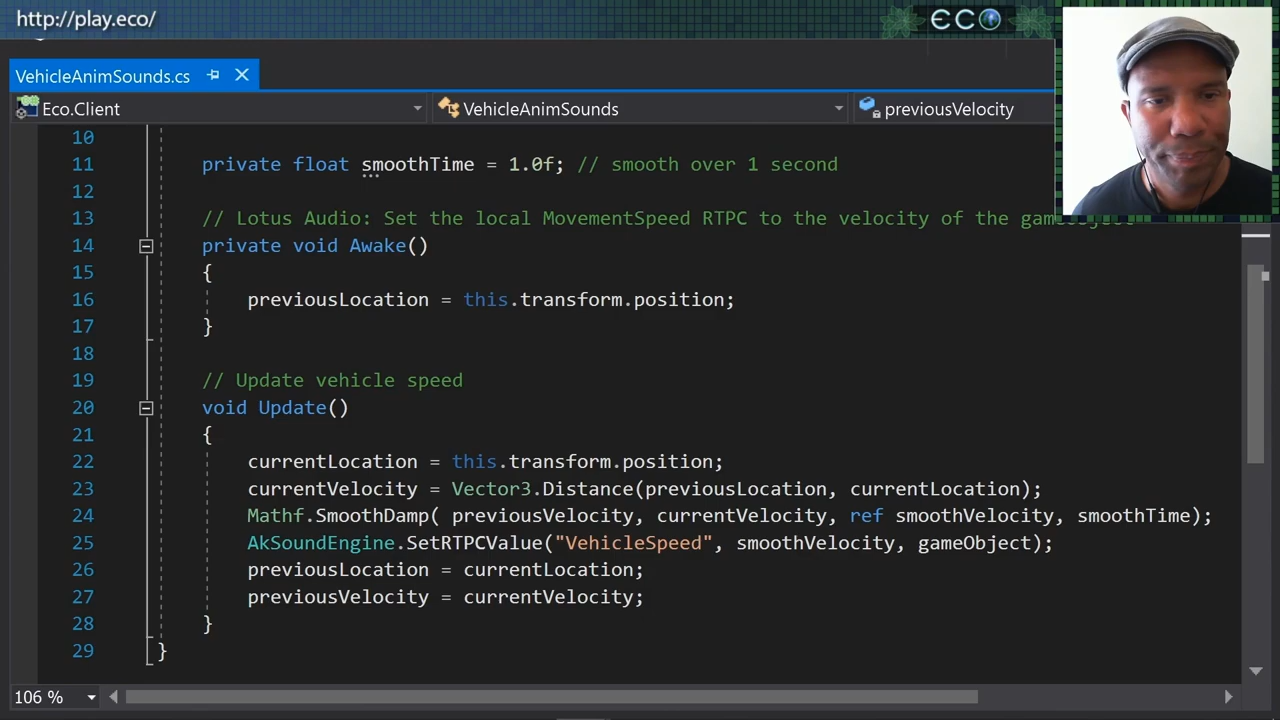 http://play.eco/
ECO
VehicleAnimSounds.cs
Eco.Client
VehicleAnimSounds
previousVelocity
10
11 private float smoothTime = 1.0f; // smooth over 1 second
12
13 // Lotus Audio: Set the local MovementSpeed RTPC to the velocity of the gameObject
14 private void Awake()
15 {
16 previousLocation = this.transform.position;
17 }
18
19 // Update vehicle speed
20 void Update()
21 {
22 currentLocation = this.transform.position;
23 currentVelocity = Vector3.Distance(previousLocation, currentLocation);
24 Mathf.SmoothDamp( previousVelocity, currentVelocity, ref smoothVelocity, smoothTime);
25 AkSoundEngine.SetRTPCValue("VehicleSpeed", smoothVelocity, gameObject);
26 previousLocation = currentLocation;
27 previousVelocity = currentVelocity;
28 }
29 }
106 %